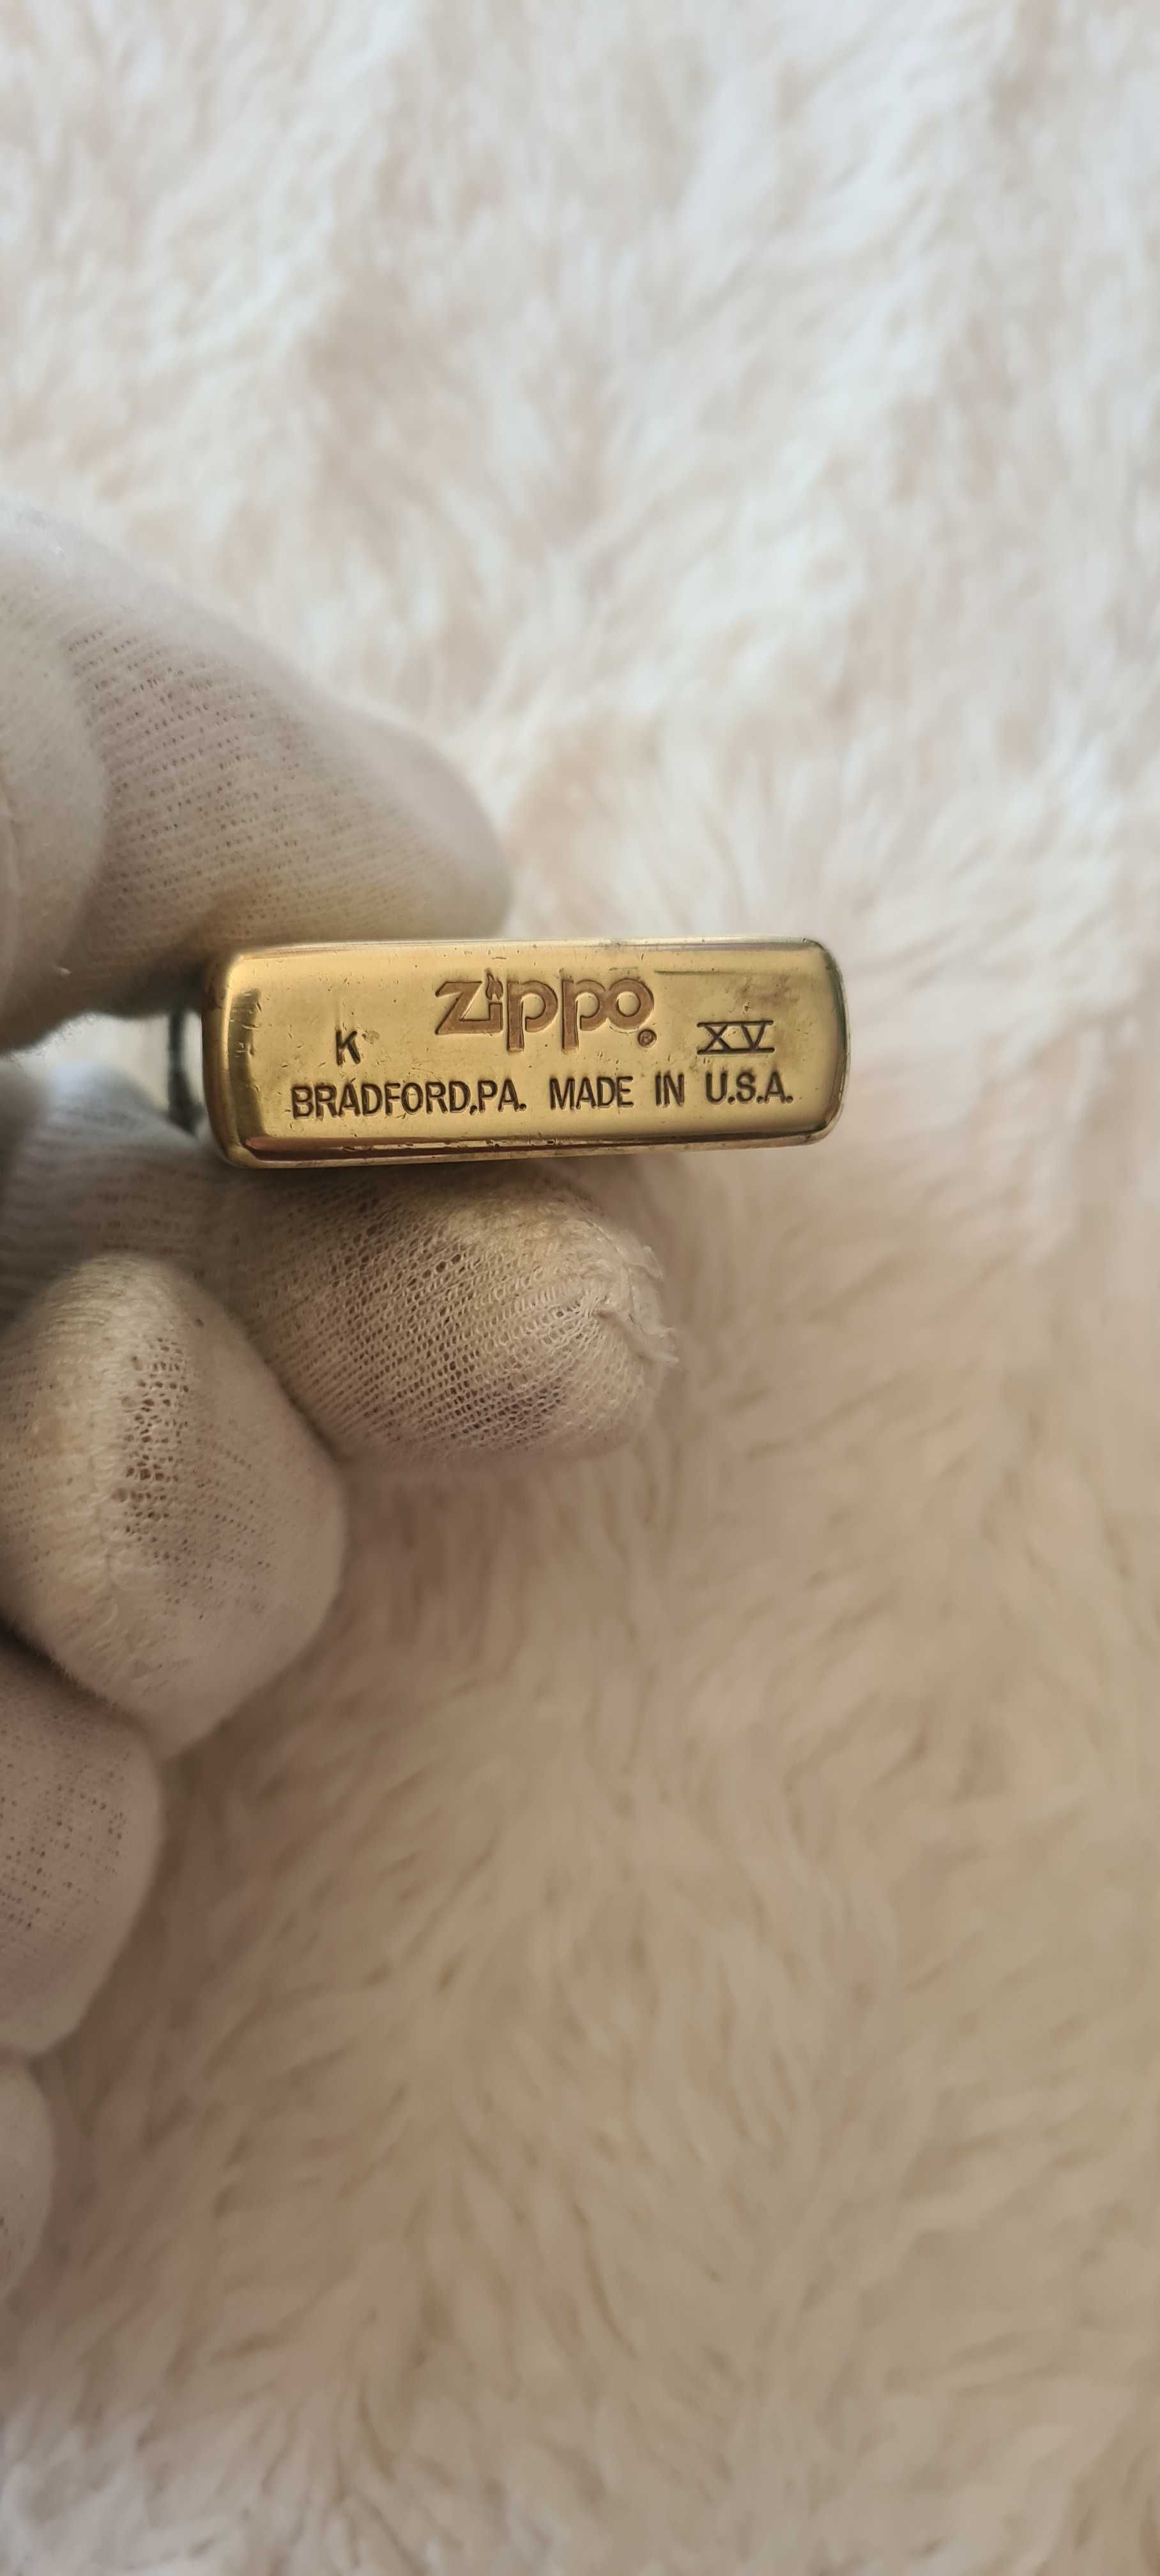 Zippo®
K XV
BRADFORD,PA. MADE IN U.S.A.